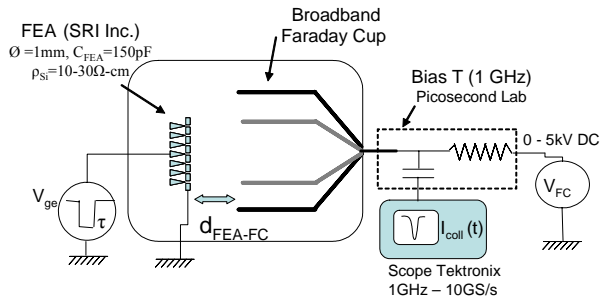 FEA (SRI Inc.)
Ø =1mm, C_FEA=150pF
ρ_Si=10-30Ω-cm
Broadband
Faraday Cup
Bias T (1 GHz)
Picosecond Lab
0 - 5kV DC
V_ge
τ
d_FEA-FC
V_FC
I_coll (t)
Scope Tektronix
1GHz – 10GS/s